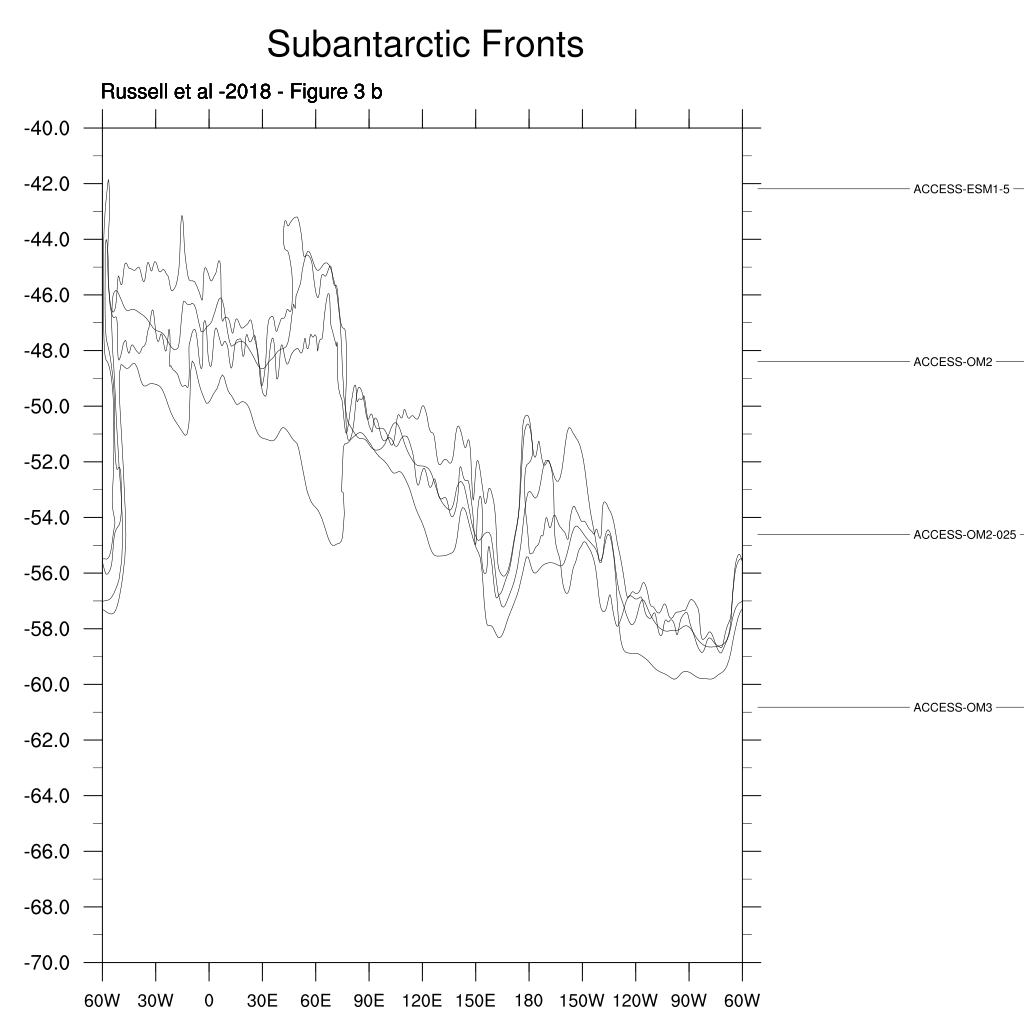 Subantarctic Fronts
Russell et al -2018 - Figure 3 b
-40.0
-42.0
-44.0
-46.0
-48.0
-50.0
-52.0
-54.0
-56.0
-58.0
-60.0
-62.0
-64.0
-66.0
-68.0
-70.0
60W 30W 0 30E 60E 90E 120E 150E 180 150W 120W 90W 60W
ACCESS-ESM1-5
ACCESS-OM2
ACCESS-OM2-025
ACCESS-OM3